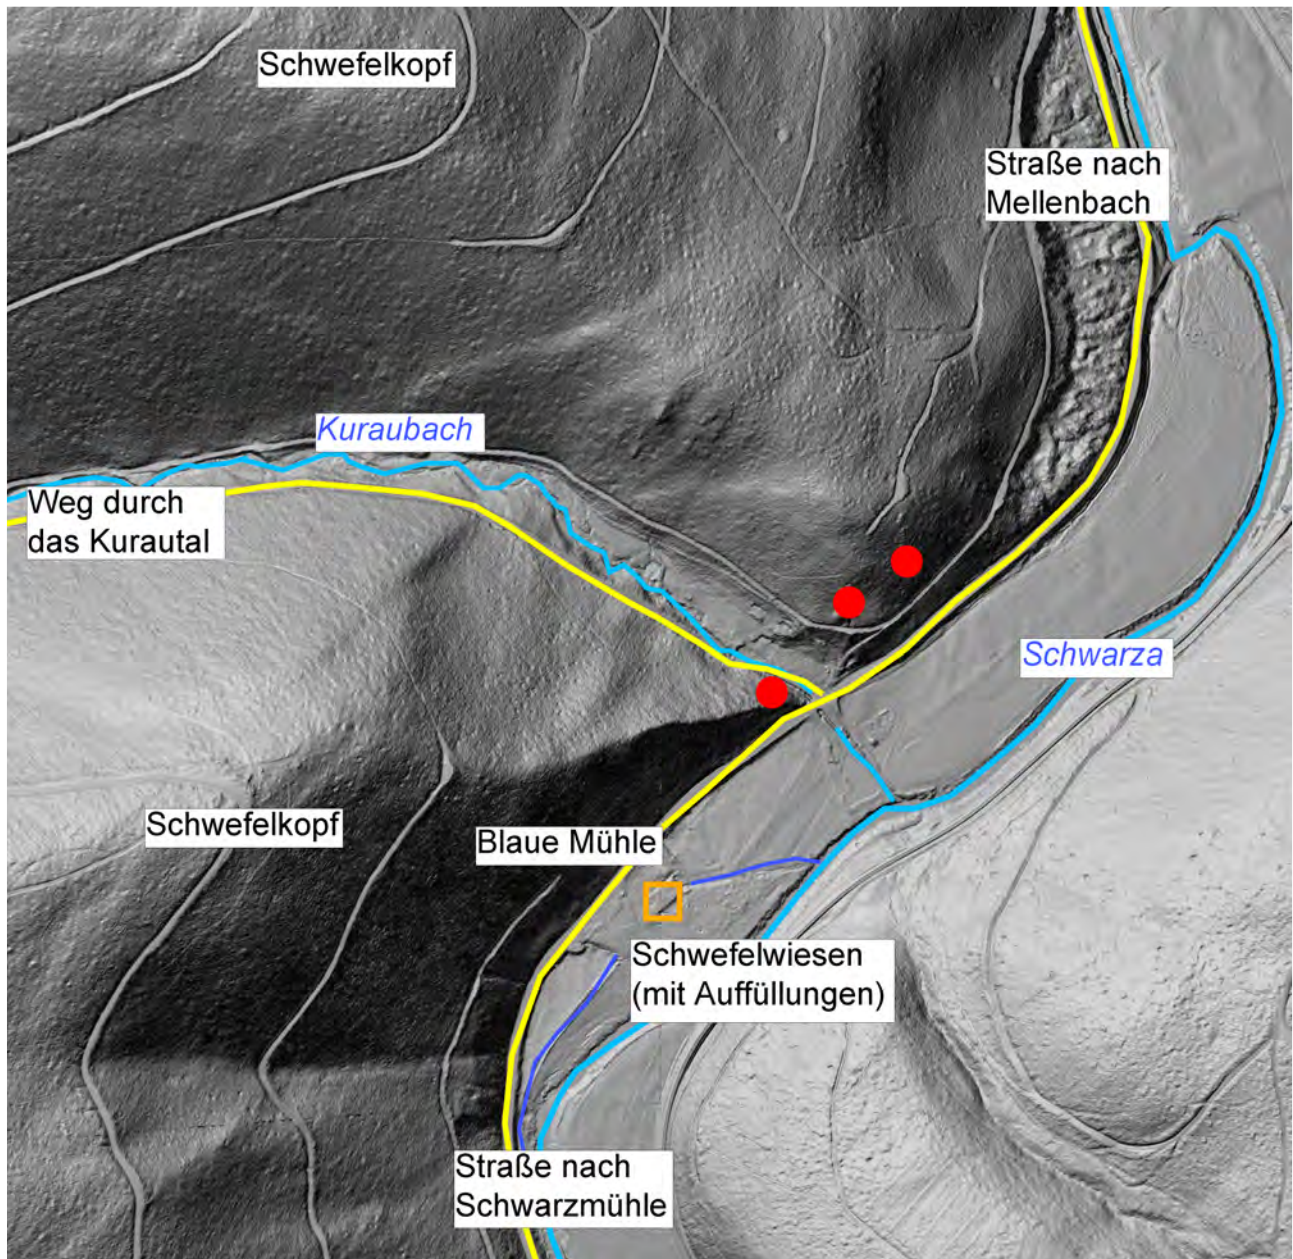 Schwefelkopf
Straße nach
Mellenbach
Kuraubach
Weg durch
das Kurautal
Schwarza
Schwefelkopf
Blaue Mühle
Schwefelwiesen
(mit Auffüllungen)
Straße nach
Schwarzmühle